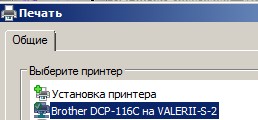 Печать
Общие
Выберите принтер
Установка принтера
Brother DCP-116C на VALERII-S-2